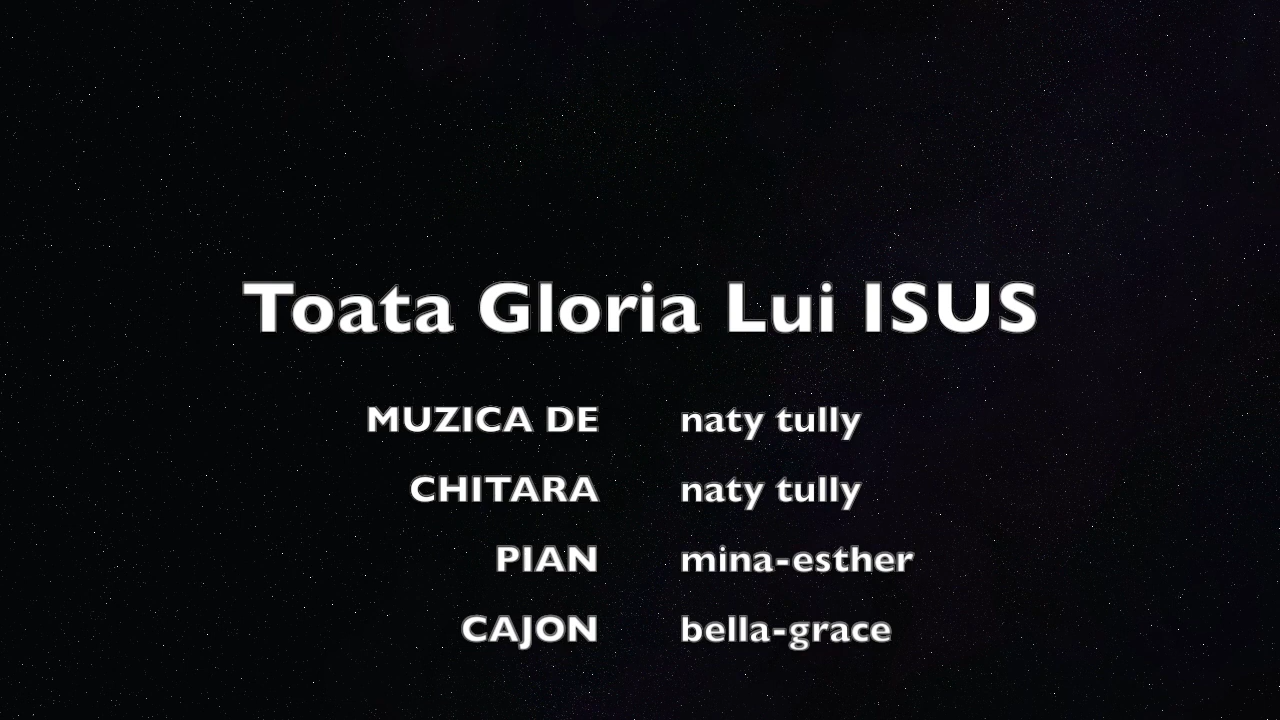 Toata Gloria Lui ISUS
MUZICA DE naty tully
CHITARA naty tully
PIAN mina-esther
CAJON bella-grace